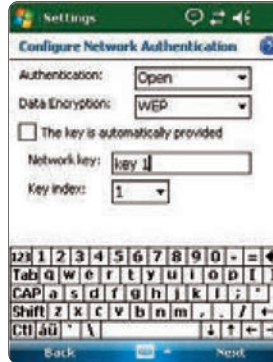 Settings
Configure Network Authentication
Authentication: Open
Data Encryption: WEP
The key is automatically provided
Network key: key 1
Key index: 1
123 1 2 3 4 5 6 7 8 9 0 - =
Tab q w e r t y u i o p [ ]
CAP a s d f g h j k l ; '
Shift z x c v b n m , . /
Ctl áü ` \
Back Next